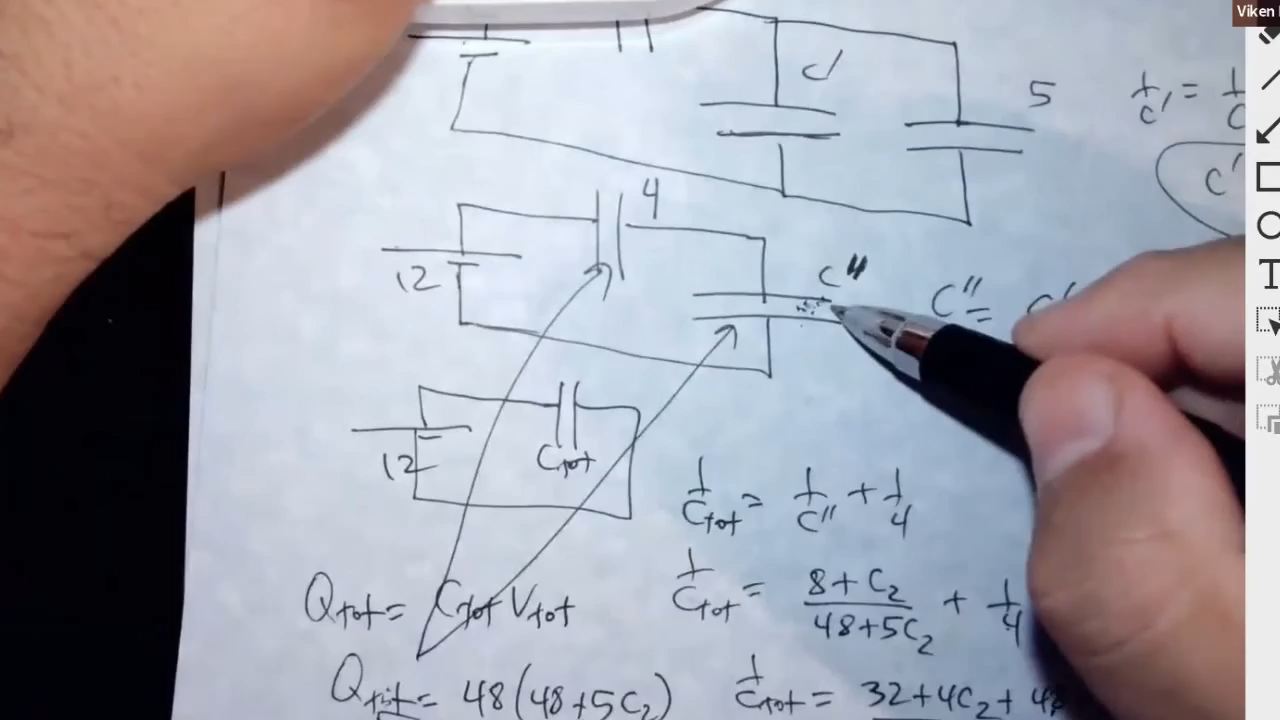 Viken
C'
5
1/C' = 1/C
C'
4
12
C"
C" =
12
Ctot
1/Ctot = 1/C" + 1/4
Qtot = Ctot Vtot
1/Ctot = (8+C₂)/(48+5C₂) + 1/4
Qtot = 48(48+5C₂)
1/Ctot = 32+4C₂+4
T